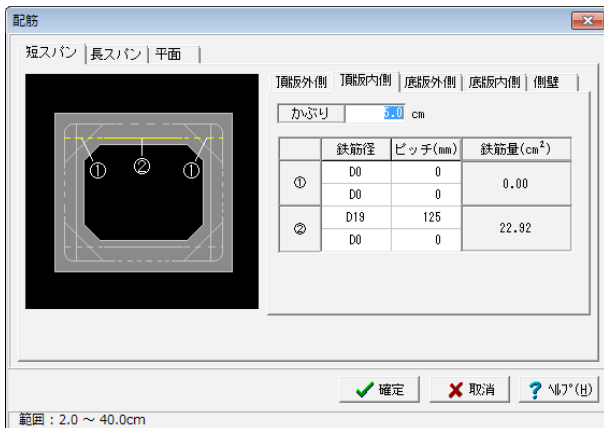 配筋
短スパン 長スパン 平面
頂版外側 頂版内側 底版外側 底版内側 側壁
かぶり 5.0 cm
鉄筋径 ピッチ(mm) 鉄筋量(cm²)
① D0 0 0.00
D0 0
② D19 125 22.92
D0 0
① ② ①
確定 取消 ? ﾍﾙﾌﾟ(H)
範囲：2.0 ～ 40.0cm